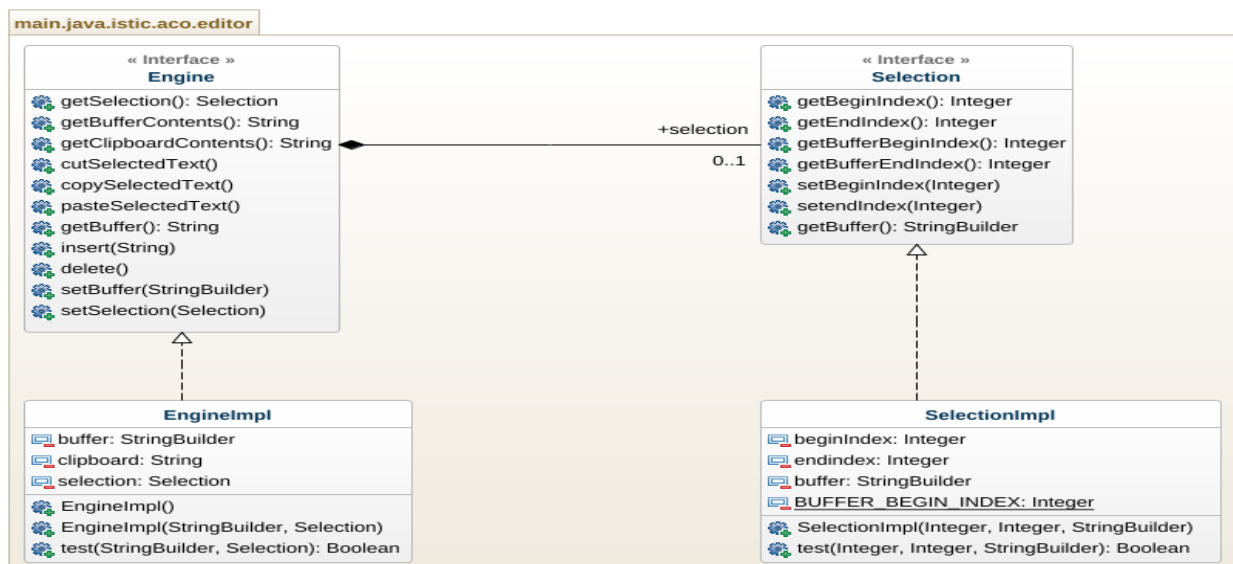 main.java.istic.aco.editor
« Interface »
Engine
getSelection(): Selection
getBufferContents(): String
getClipboardContents(): String
cutSelectedText()
copySelectedText()
pasteSelectedText()
getBuffer(): String
insert(String)
delete()
setBuffer(StringBuilder)
setSelection(Selection)
+selection
0..1
« Interface »
Selection
getBeginIndex(): Integer
getEndIndex(): Integer
getBufferBeginIndex(): Integer
getBufferEndIndex(): Integer
setBeginIndex(Integer)
setendIndex(Integer)
getBuffer(): StringBuilder
EngineImpl
buffer: StringBuilder
clipboard: String
selection: Selection
EngineImpl()
EngineImpl(StringBuilder, Selection)
test(StringBuilder, Selection): Boolean
SelectionImpl
beginIndex: Integer
endindex: Integer
buffer: StringBuilder
BUFFER_BEGIN_INDEX: Integer
SelectionImpl(Integer, Integer, StringBuilder)
test(Integer, Integer, StringBuilder): Boolean